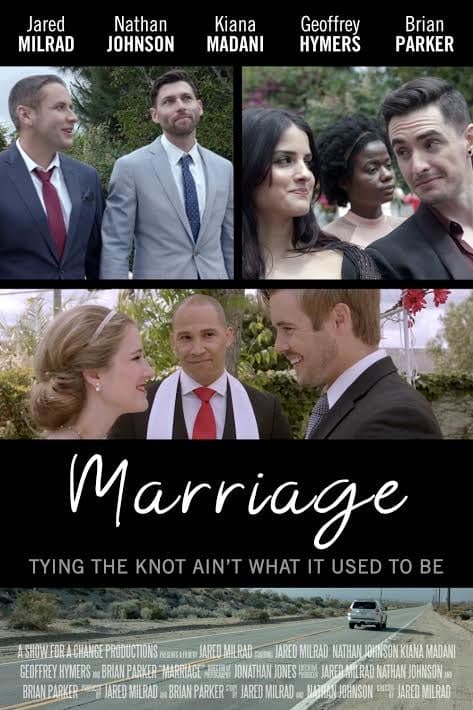 Jared Nathan Kiana Geoffrey Brian
MILRAD JOHNSON MADANI HYMERS PARKER
Marriage
TYING THE KNOT AIN'T WHAT IT USED TO BE
A SHOW FOR A CHANGE PRODUCTIONS PRESENTS A FILM BY JARED MILRAD STARRING JARED MILRAD NATHAN JOHNSON KIANA MADANI
GEOFFREY HYMERS AND BRIAN PARKER "MARRIAGE" JONATHAN JONES JARED MILRAD NATHAN JOHNSON AND
BRIAN PARKER JARED MILRAD AND BRIAN PARKER STORY BY JARED MILRAD AND NATHAN JOHNSON JARED MILRAD